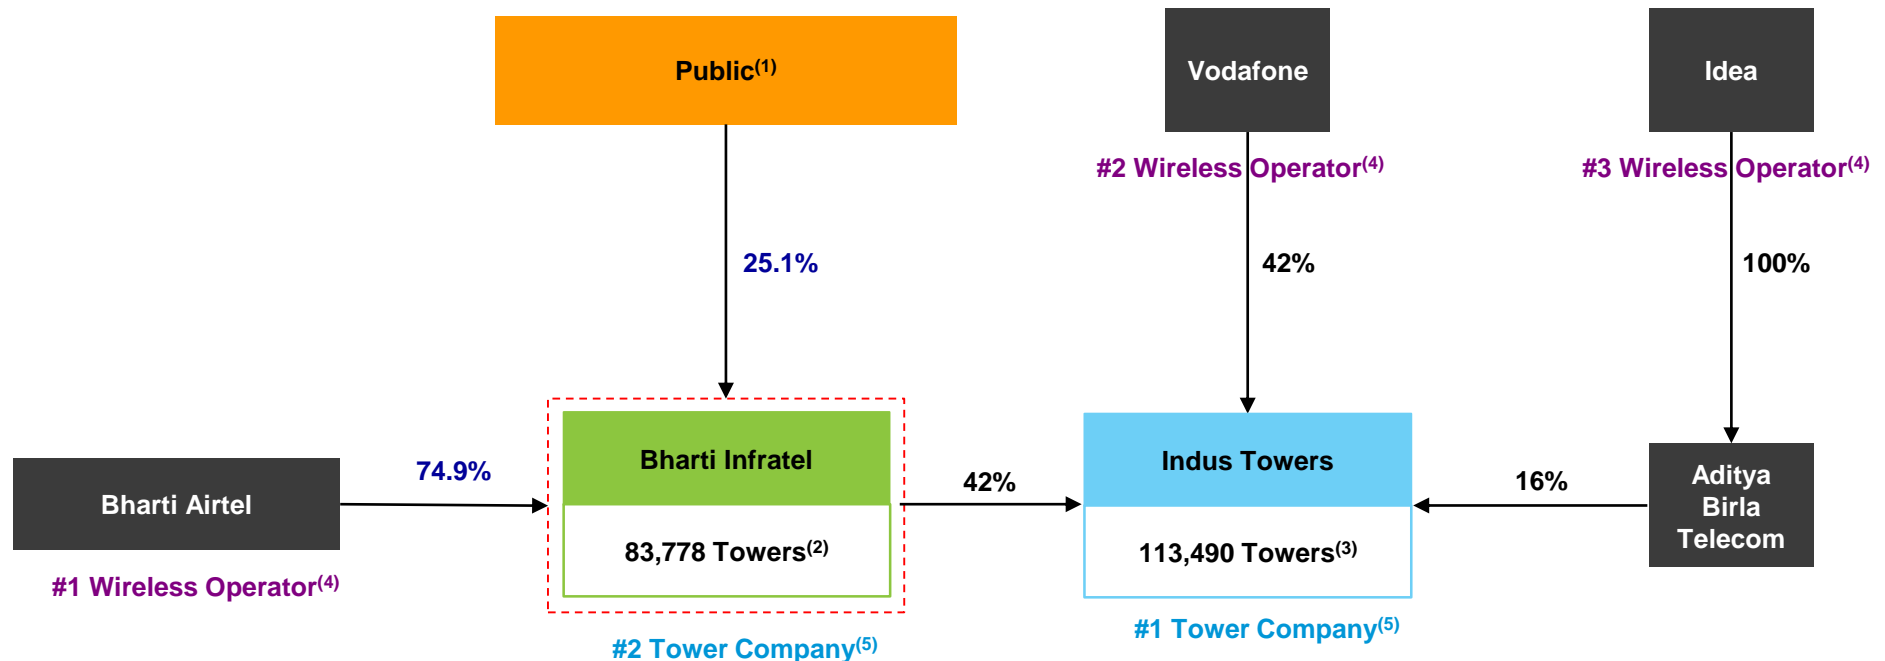 Public(1)
Vodafone
Idea
#2 Wireless Operator(4)
#3 Wireless Operator(4)
25.1%
42%
100%
Bharti Airtel
74.9%
Bharti Infratel
42%
Indus Towers
16%
Aditya
Birla
Telecom
83,778 Towers(2)
113,490 Towers(3)
#1 Wireless Operator(4)
#2 Tower Company(5)
#1 Tower Company(5)